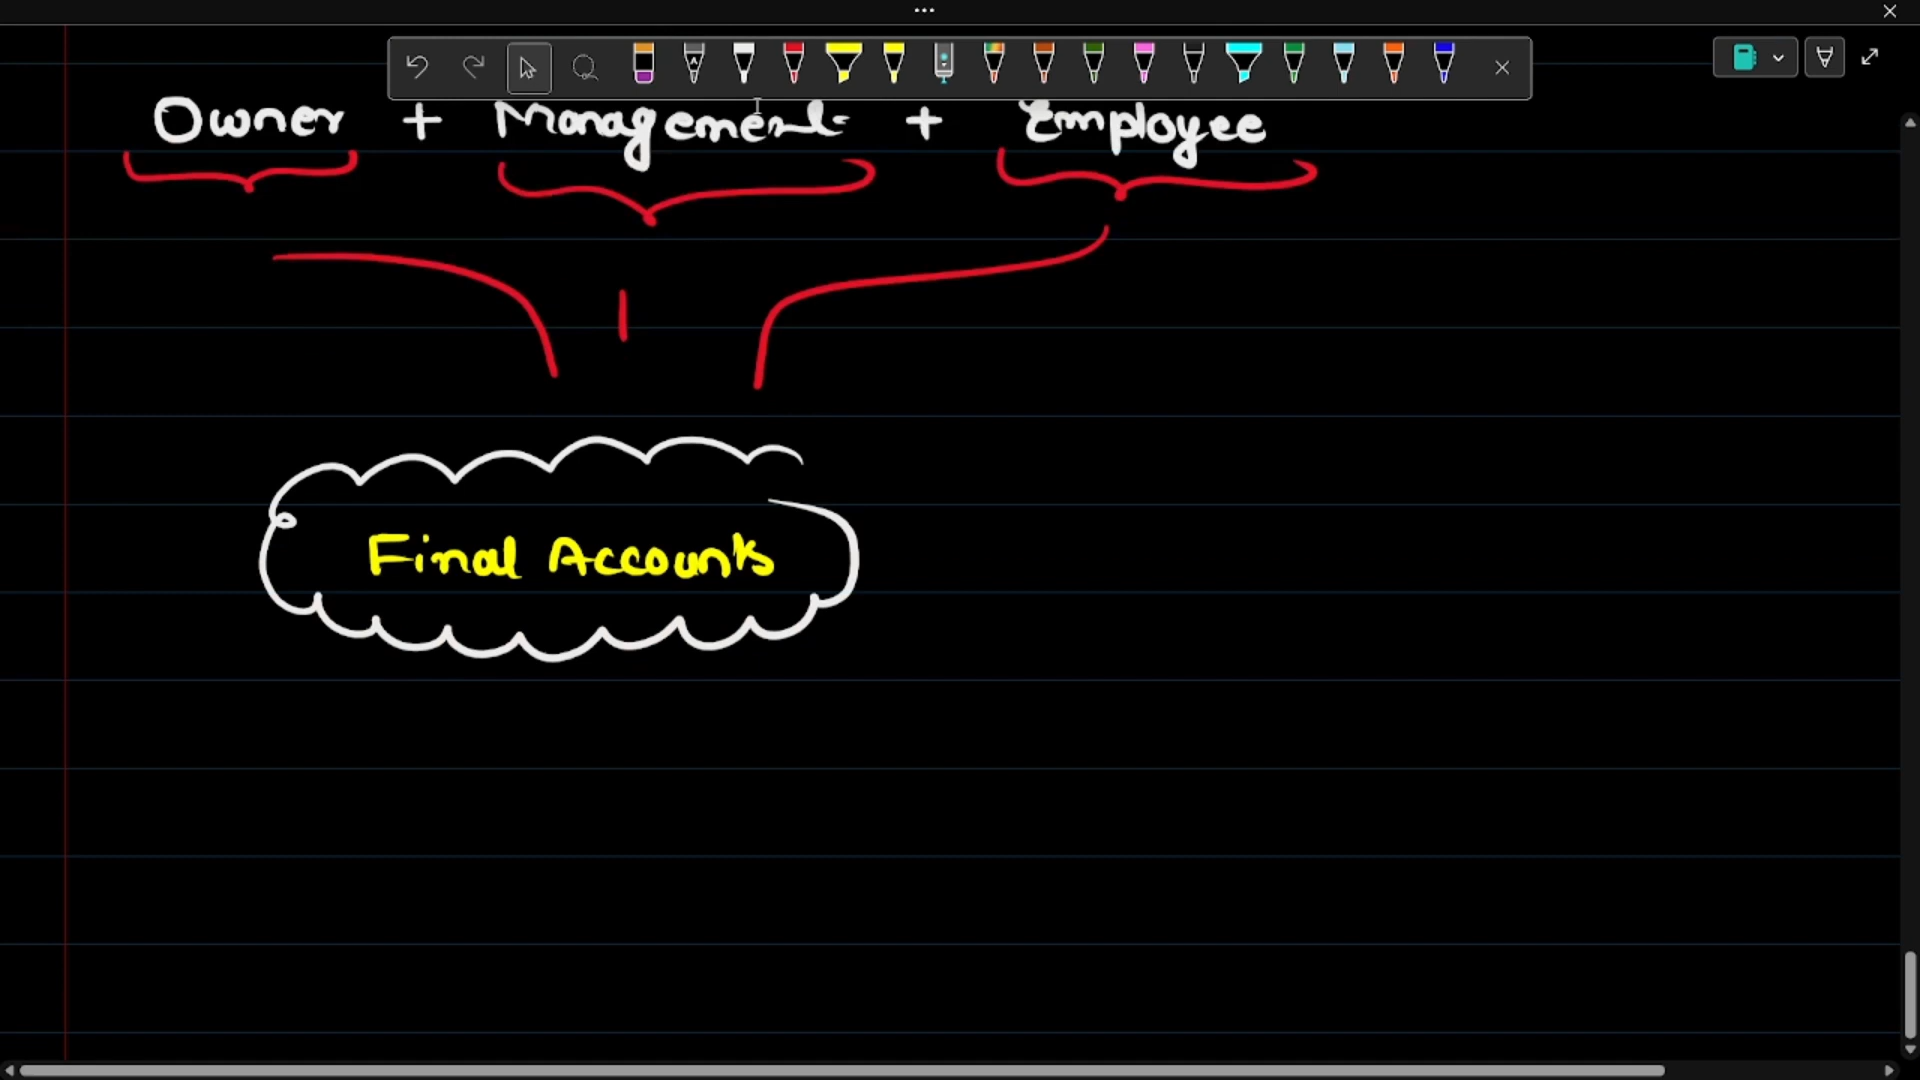 Owner + Management + Employee
Final Accounts